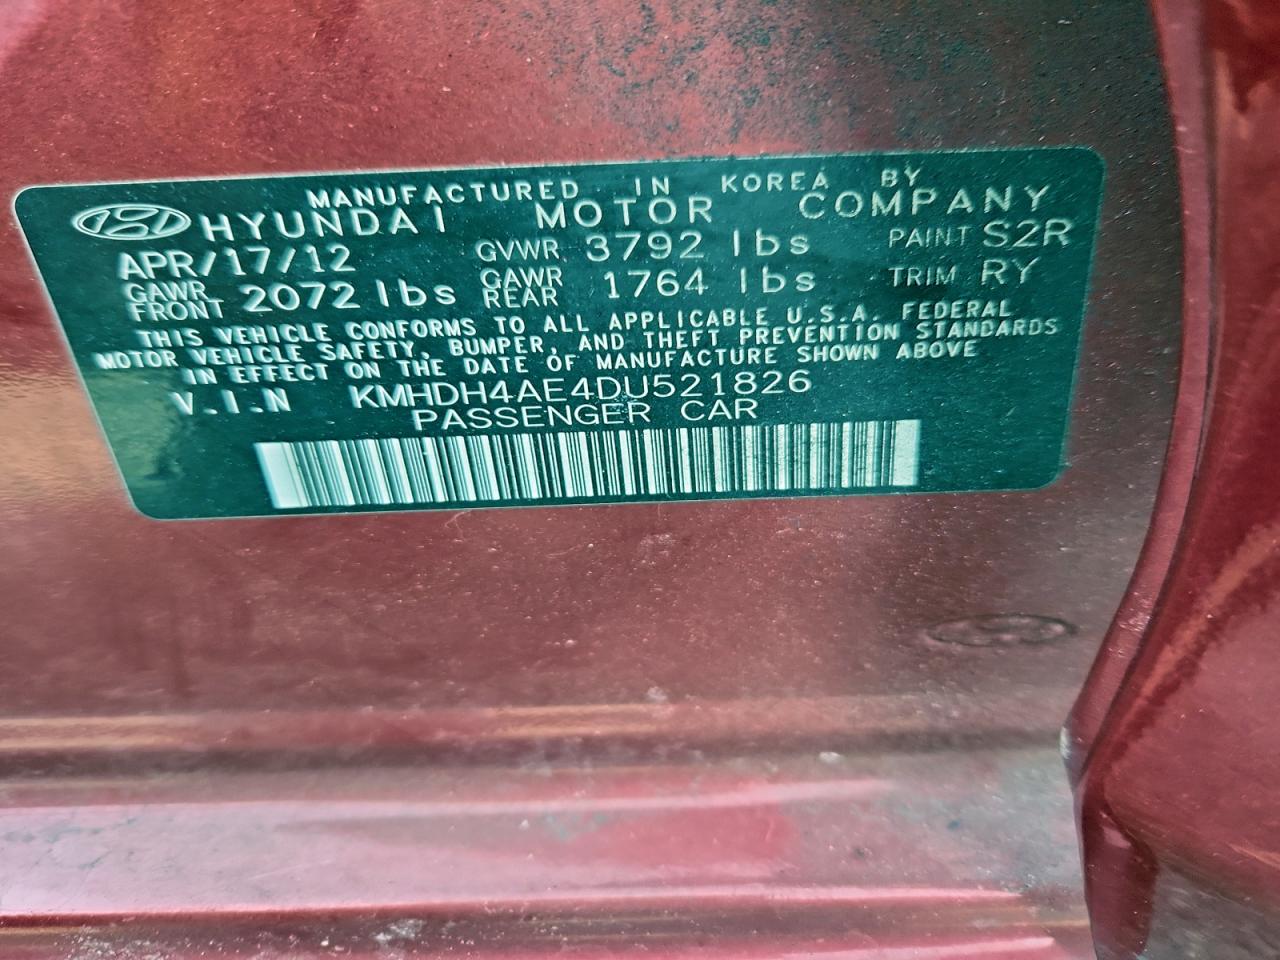 MANUFACTURED IN KOREA BY
HYUNDAI MOTOR COMPANY
APR/17/12 GVWR 3792 lbs PAINT S2R
GAWR FRONT 2072 lbs GAWR REAR 1764 lbs TRIM RY
THIS VEHICLE CONFORMS TO ALL APPLICABLE U.S.A. FEDERAL
MOTOR VEHICLE SAFETY, BUMPER, AND THEFT PREVENTION STANDARDS
IN EFFECT ON THE DATE OF MANUFACTURE SHOWN ABOVE
V.I.N KMHDH4AE4DU521826
PASSENGER CAR